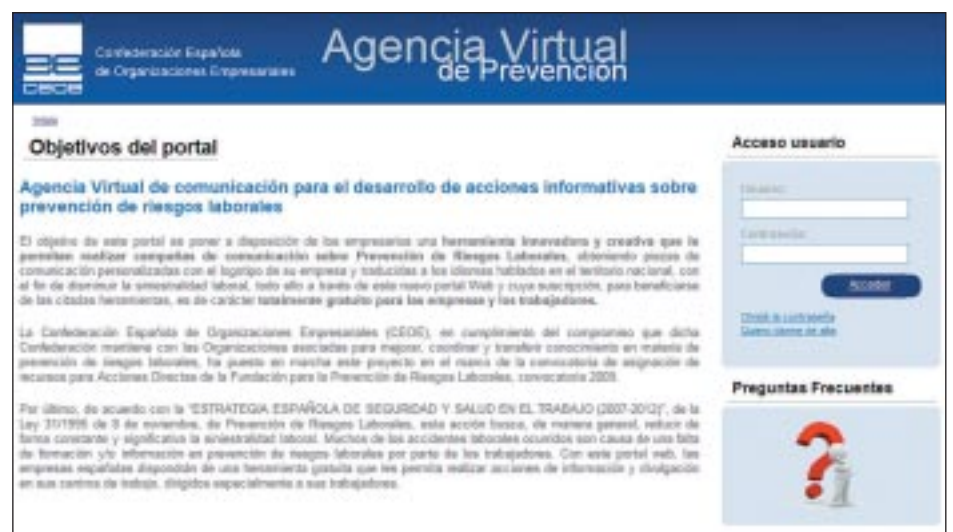 CEOE
Confederación Española
de Organizaciones Empresariales
Agencia Virtual
de Prevención
Inicio
Objetivos del portal
Agencia Virtual de comunicación para el desarrollo de acciones informativas sobre
prevención de riesgos laborales
El objetivo de este portal es poner a disposición de los empresarios una herramienta innovadora y creativa que le
permitan realizar campañas de comunicación sobre Prevención de Riesgos Laborales, obteniendo piezas de
comunicación personalizadas con el logotipo de su empresa y traducidas a los idiomas hablados en el territorio nacional, con
el fin de disminuir la siniestralidad laboral, todo ello a través de este nuevo portal Web y cuya suscripción, para beneficiarse
de las citadas herramientas, es de carácter totalmente gratuito para las empresas y los trabajadores.
La Confederación Española de Organizaciones Empresariales (CEOE), en cumplimiento del compromiso que dicha
Confederación mantiene con las Organizaciones asociadas para mejorar, coordinar y transferir conocimiento en materia de
prevención de riesgos laborales, ha puesto en marcha este proyecto en el marco de la convocatoria de asignación de
recursos para Acciones Directas de la Fundación para la Prevención de Riesgos Laborales, convocatoria 2009.
Por último, de acuerdo con la "ESTRATEGIA ESPAÑOLA DE SEGURIDAD Y SALUD EN EL TRABAJO (2007-2012)", de la
Ley 31/1995 de 8 de noviembre, de Prevención de Riesgos Laborales, esta acción busca, de manera general, reducir de
forma constante y significativa la siniestralidad laboral. Muchos de los accidentes laborales ocurridos son causa de una falta
de formación y/o información en prevención de riesgos laborales por parte de los trabajadores. Con este portal web, las
empresas españolas dispondrán de una herramienta gratuita que les permita realizar acciones de información y divulgación
en sus centros de trabajo, dirigidos especialmente a sus trabajadores.
Acceso usuario
Usuario:
Contraseña:
Acceder
Olvidé la contraseña
Quiero darme de alta
Preguntas Frecuentes